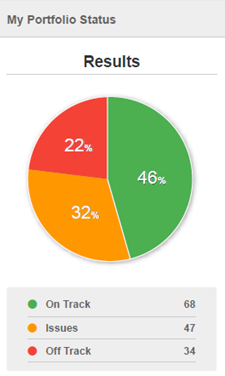 My Portfolio Status
Results
22%
46%
32%
On Track 68
Issues 47
Off Track 34